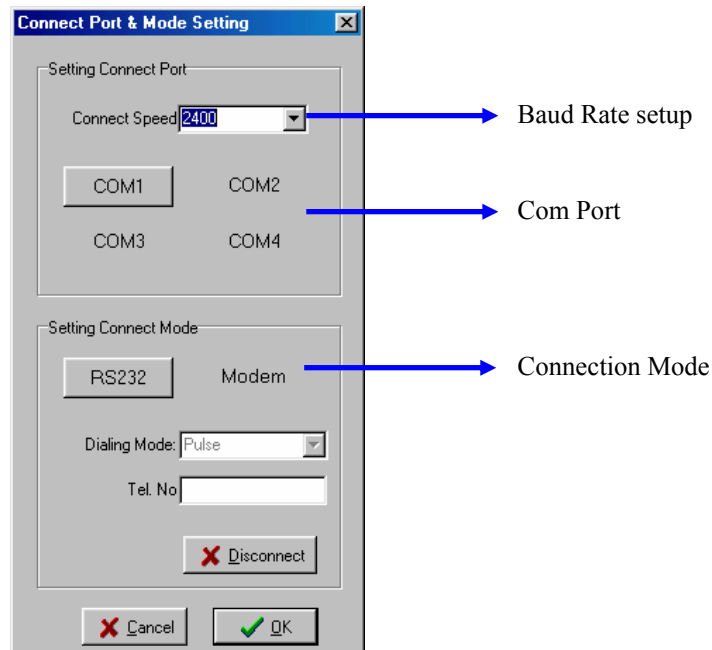 Connect Port & Mode Setting
Setting Connect Port
Connect Speed 2400
Baud Rate setup
COM1 COM2
Com Port
COM3 COM4
Setting Connect Mode
RS232 Modem
Connection Mode
Dialing Mode: Pulse
Tel. No
Disconnect
Cancel OK